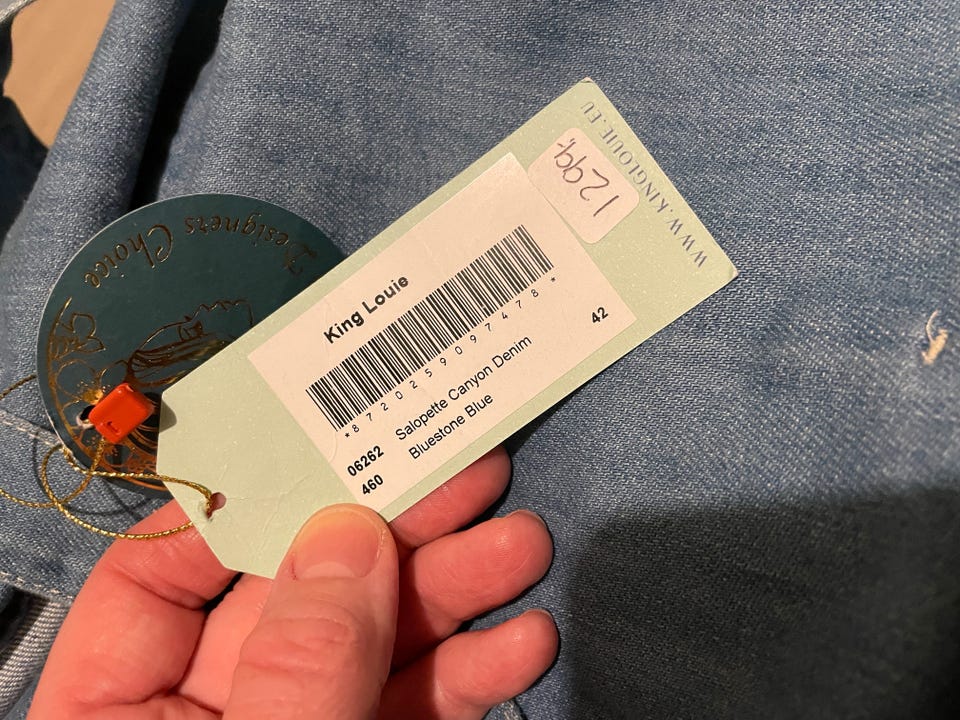 Designers Choice
WWW.KINGLOUIE.EU
1299,-
King Louie
*8720259097478*
06262 Salopette Canyon Denim 42
460 Bluestone Blue